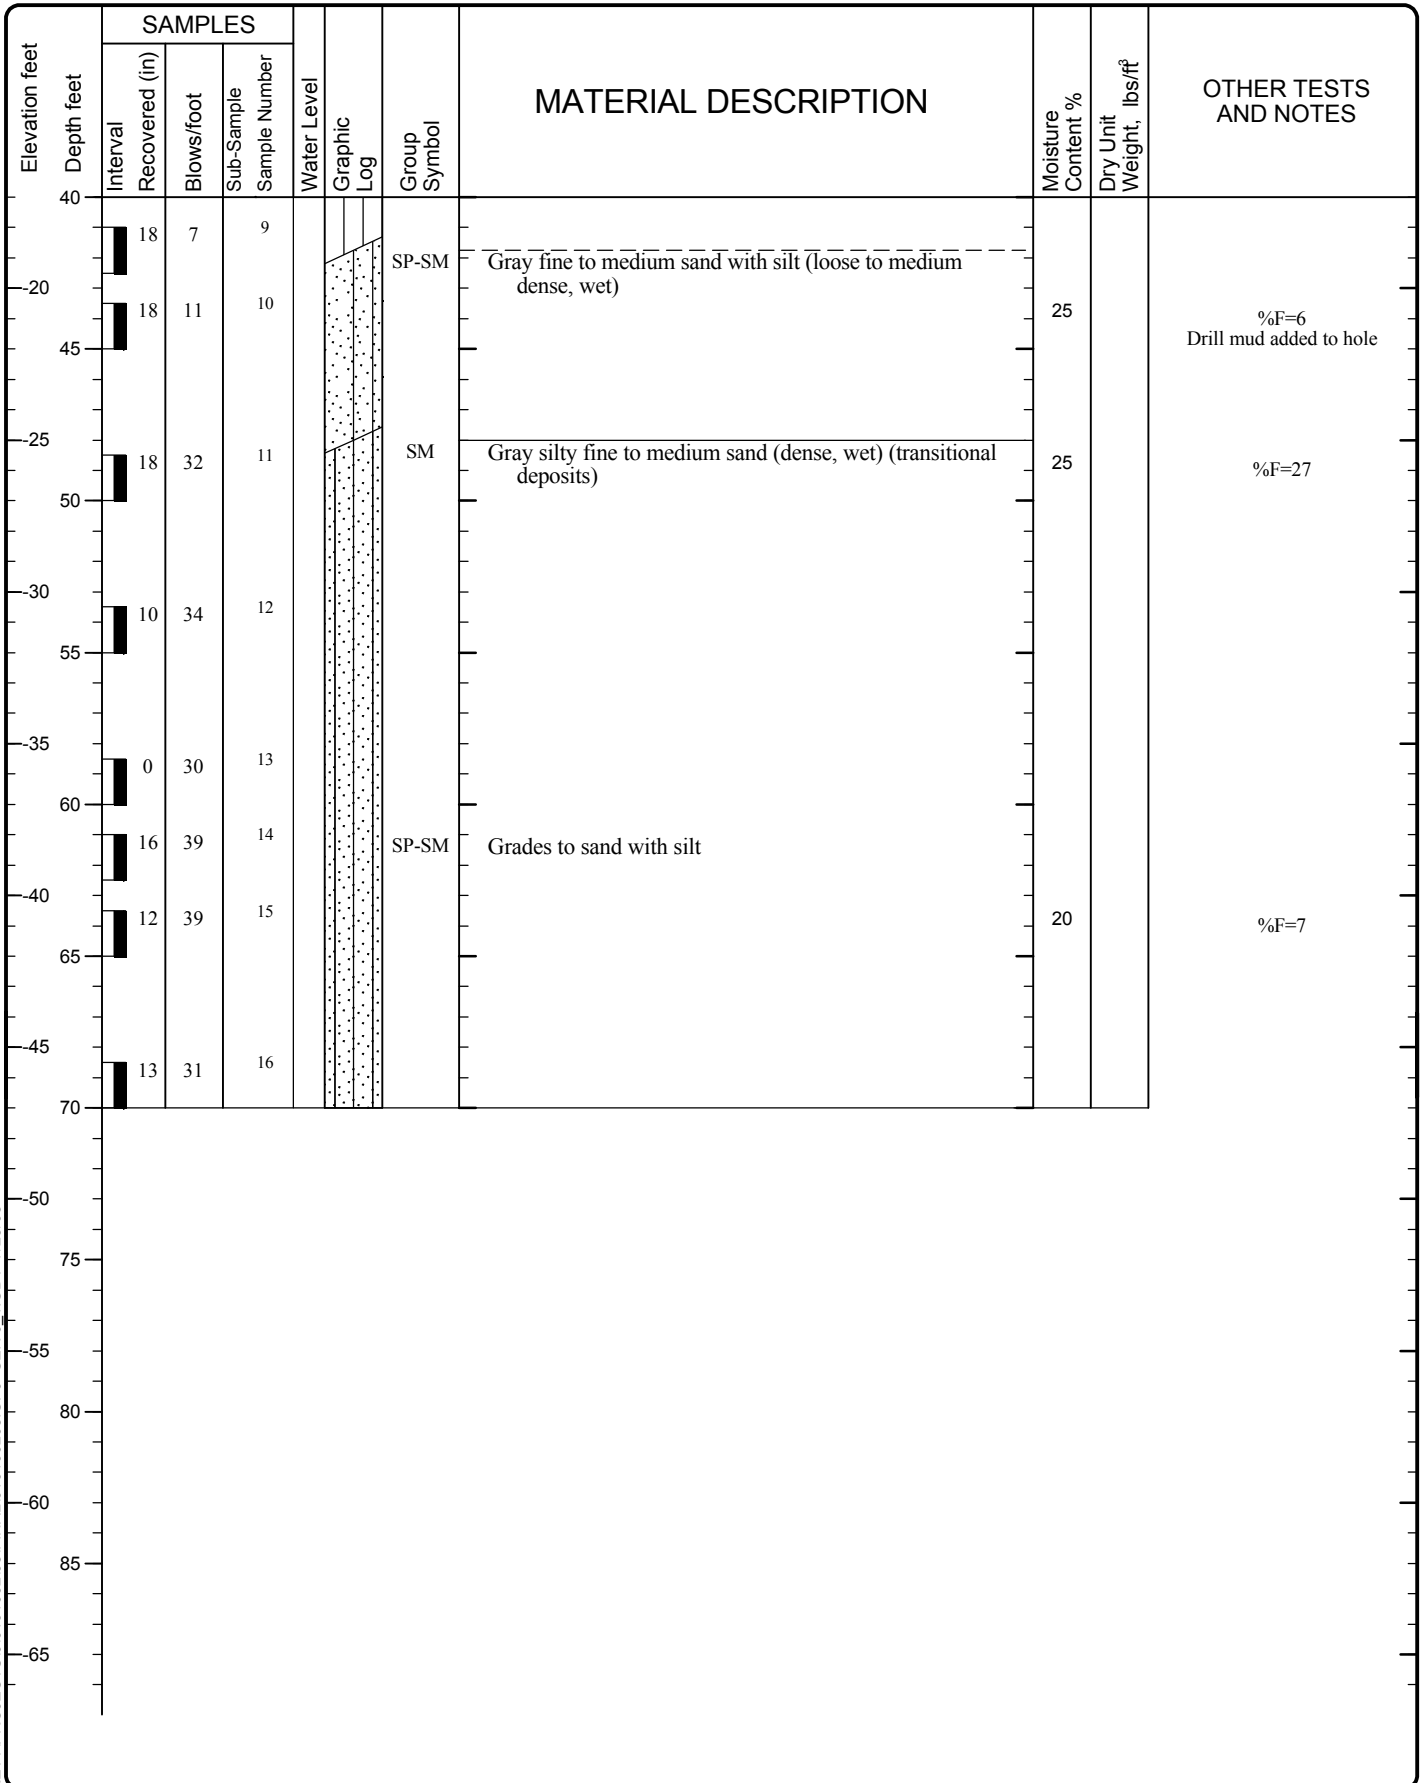 SAMPLES
Elevation feet
Depth feet
Interval
Recovered (in)
Blows/foot
Sub-Sample
Sample Number
Water Level
Graphic
Log
Group
Symbol
MATERIAL DESCRIPTION
Moisture
Content %
Dry Unit
Weight, lbs/ft³
OTHER TESTS
AND NOTES
40
18 7 9
SP-SM Gray fine to medium sand with silt (loose to medium
dense, wet)
-20
18 11 10 25 %F=6
Drill mud added to hole
45
-25
SM Gray silty fine to medium sand (dense, wet) (transitional
deposits)
18 32 11 25 %F=27
50
-30
10 34 12
55
-35
0 30 13
60
16 39 14 SP-SM Grades to sand with silt
-40
12 39 15 20 %F=7
65
-45
13 31 16
70
-50
75
-55
80
-60
85
-65